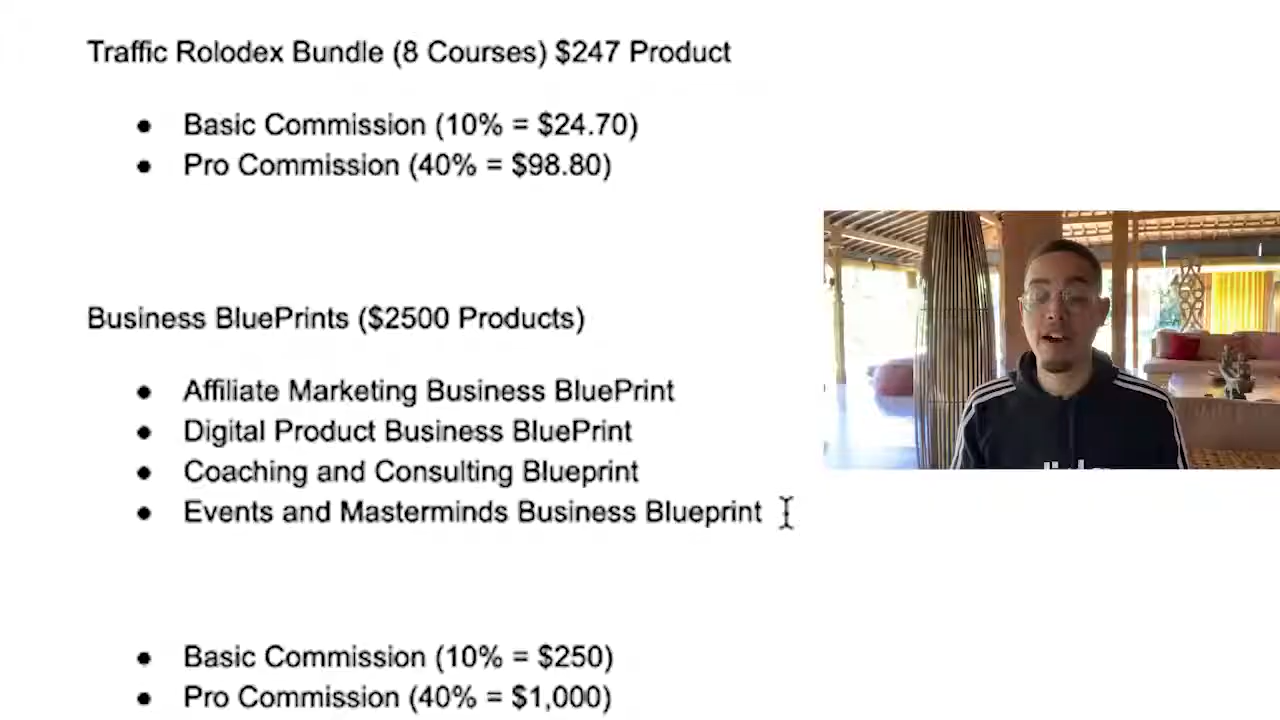 Traffic Rolodex Bundle (8 Courses) $247 Product
● Basic Commission (10% = $24.70)
● Pro Commission (40% = $98.80)
Business BluePrints ($2500 Products)
● Affiliate Marketing Business BluePrint
● Digital Product Business BluePrint
● Coaching and Consulting Blueprint
● Events and Masterminds Business Blueprint
● Basic Commission (10% = $250)
● Pro Commission (40% = $1,000)